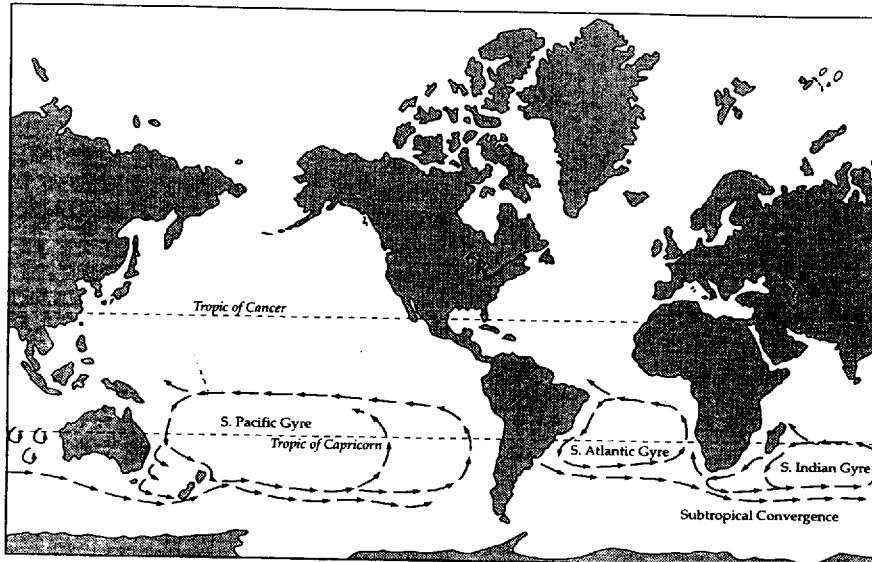 Tropic of Cancer
S. Pacific Gyre
Tropic of Capricorn
S. Atlantic Gyre
S. Indian Gyre
Subtropical Convergence